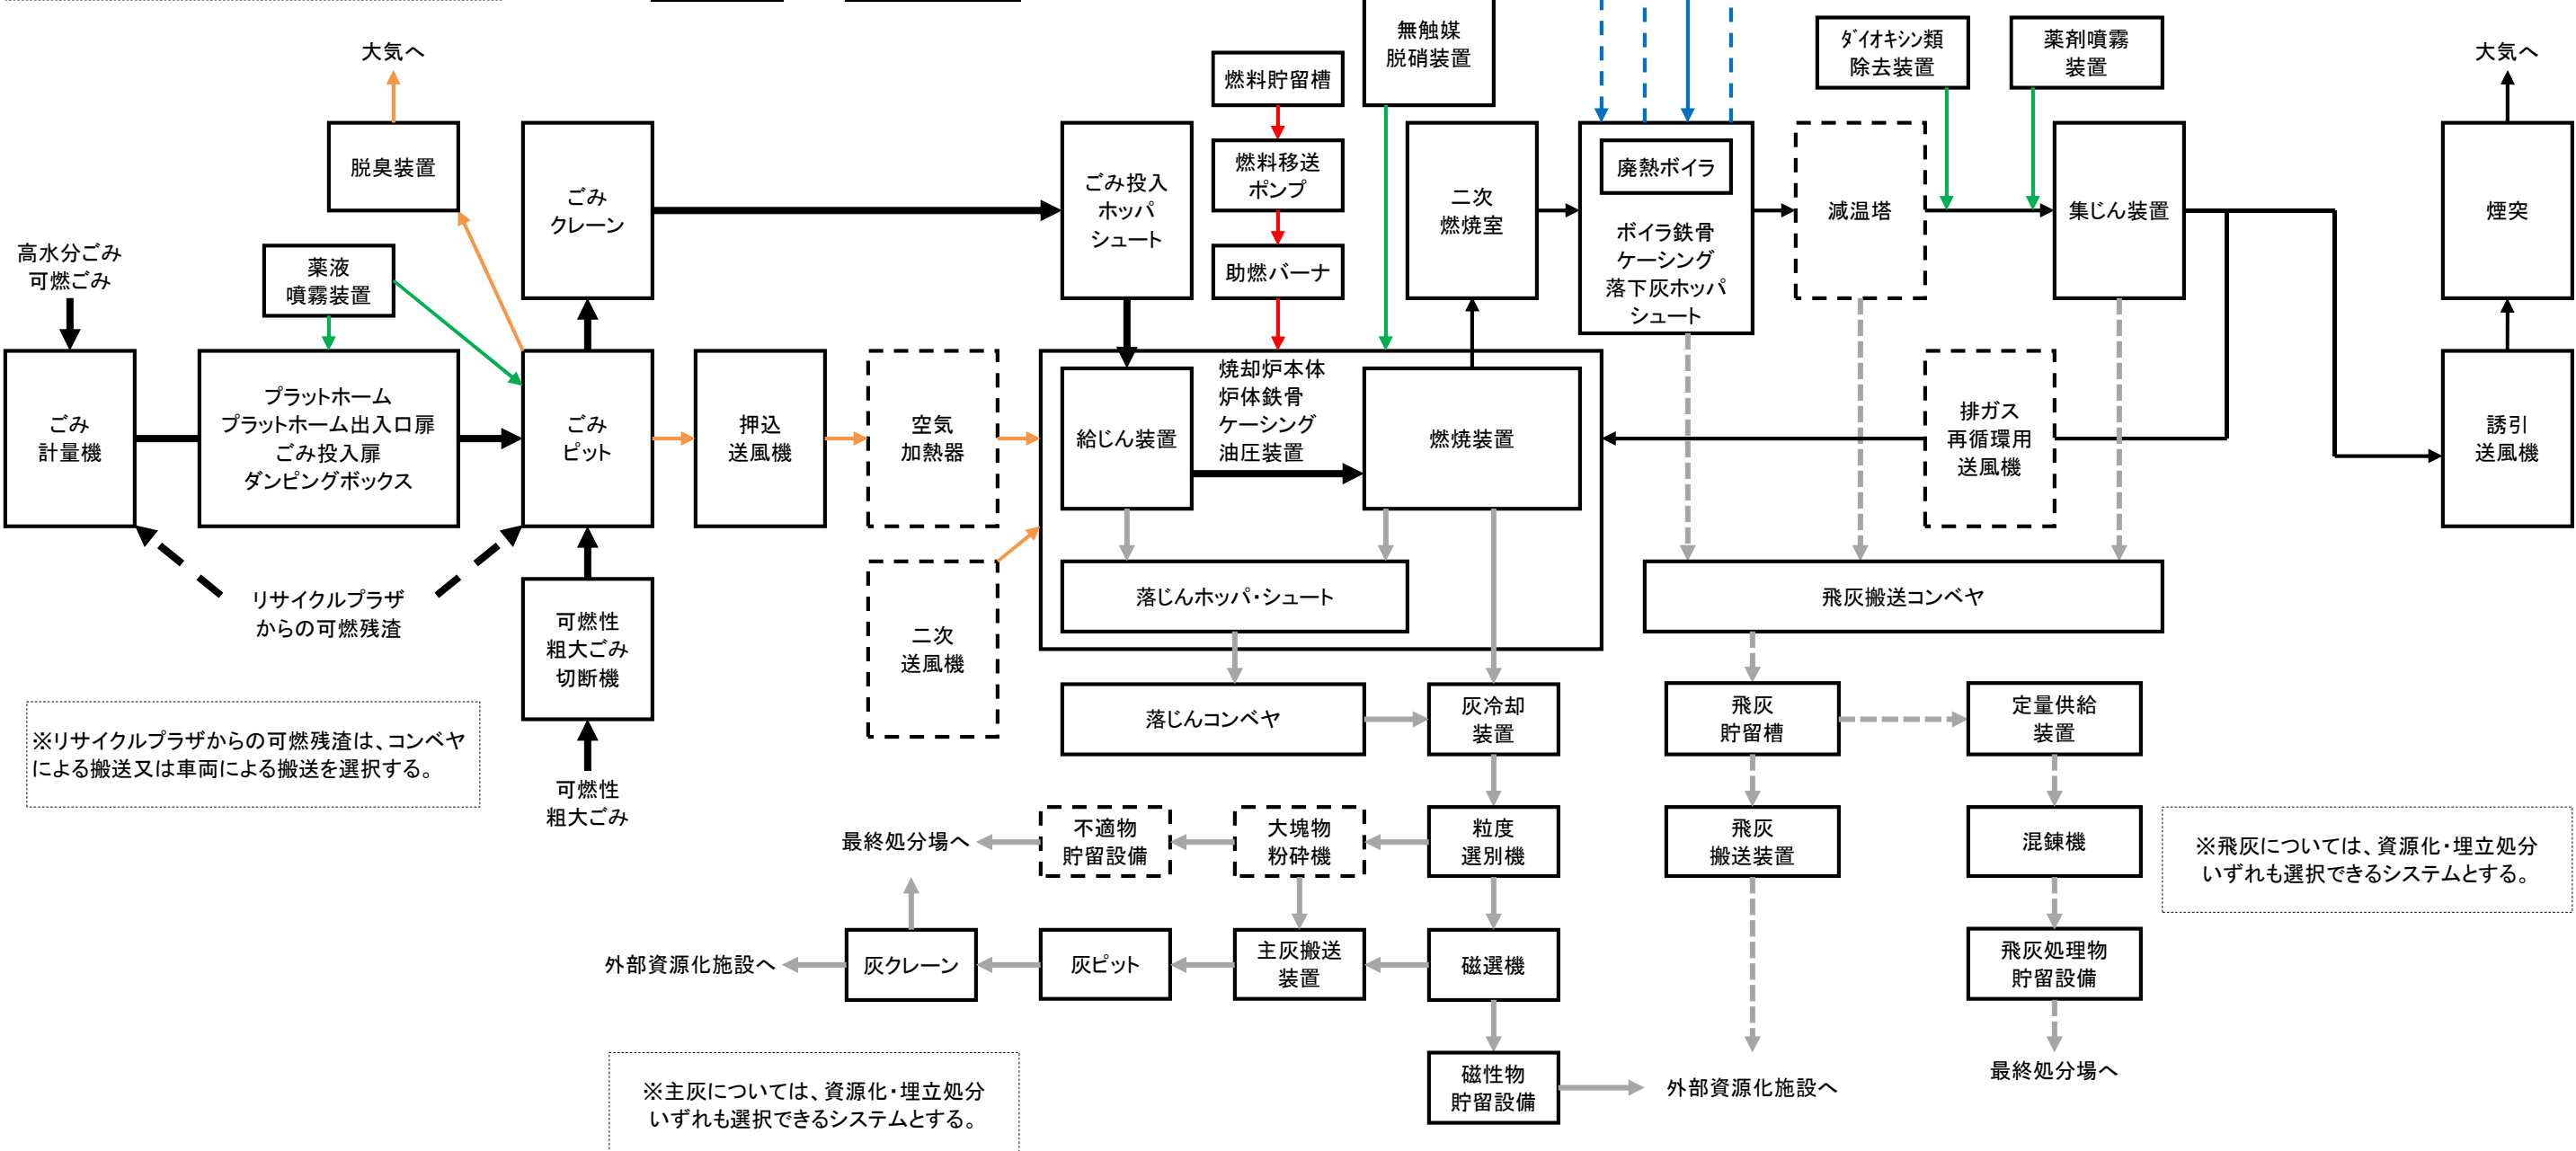 無触媒
脱硝装置
ダイオキシン類
除去装置
薬剤噴霧
装置
大気へ
大気へ
燃料貯留槽
脱臭装置
ごみ
クレーン
ごみ投入
ホッパ
シュート
燃料移送
ポンプ
二次
燃焼室
廃熱ボイラ
ボイラ鉄骨
ケーシング
落下灰ホッパ
シュート
減温塔
集じん装置
煙突
高水分ごみ
可燃ごみ
薬液
噴霧装置
助燃バーナ
ごみ
計量機
プラットホーム
プラットホーム出入口扉
ごみ投入扉
ダンピングボックス
ごみ
ピット
押込
送風機
空気
加熱器
給じん装置
焼却炉本体
炉体鉄骨
ケーシング
油圧装置
燃焼装置
排ガス
再循環用
送風機
誘引
送風機
リサイクルプラザ
からの可燃残渣
可燃性
粗大ごみ
切断機
二次
送風機
落じんホッパ・シュート
飛灰搬送コンベヤ
※リサイクルプラザからの可燃残渣は、コンベヤ
による搬送又は車両による搬送を選択する。
可燃性
粗大ごみ
落じんコンベヤ
灰冷却
装置
飛灰
貯留槽
定量供給
装置
最終処分場へ
不適物
貯留設備
大塊物
粉砕機
粒度
選別機
飛灰
搬送装置
混錬機
※飛灰については、資源化・埋立処分
いずれも選択できるシステムとする。
外部資源化施設へ
灰クレーン
灰ピット
主灰搬送
装置
磁選機
飛灰処理物
貯留設備
※主灰については、資源化・埋立処分
いずれも選択できるシステムとする。
磁性物
貯留設備
外部資源化施設へ
最終処分場へ